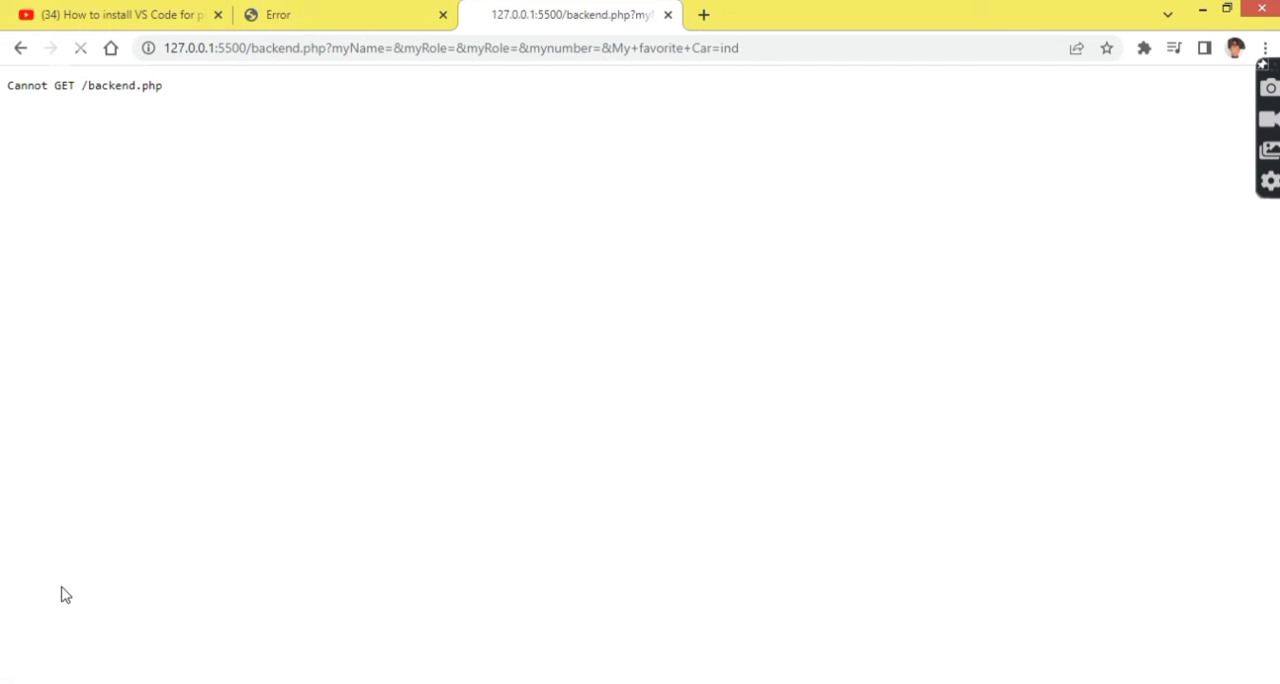 (34) How to install VS Code for p
Error
127.0.0.1:5500/backend.php?my
127.0.0.1:5500/backend.php?myName=&myRole=&myRole=&mynumber=&My+favorite+Car=ind
Cannot GET /backend.php